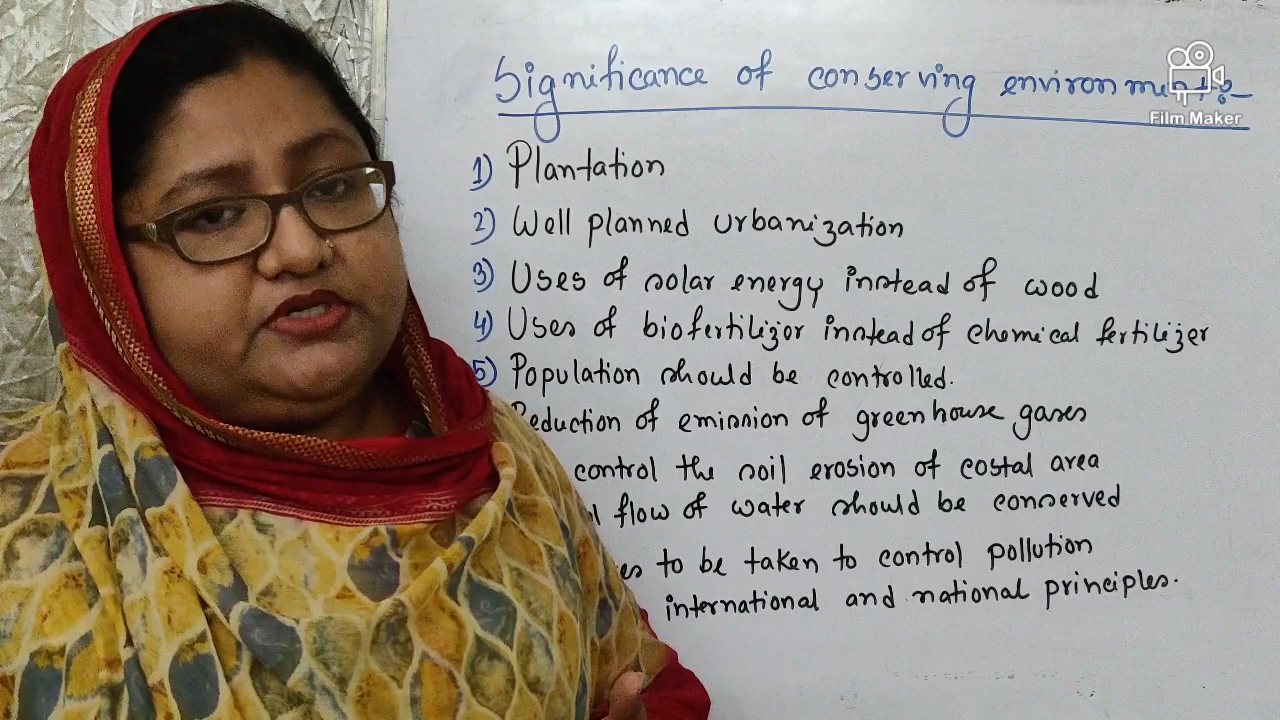 Significance of conserving environments:
Film Maker
1) Plantation
2) Well planned urbanization
3) Uses of solar energy instead of wood
4) Uses of biofertilizer instead of chemical fertilizer
5) Population should be controlled.
Reduction of emission of greenhouse gases
control the soil erosion of costal area
flow of water should be conserved
to be taken to control pollution
international and national principles.